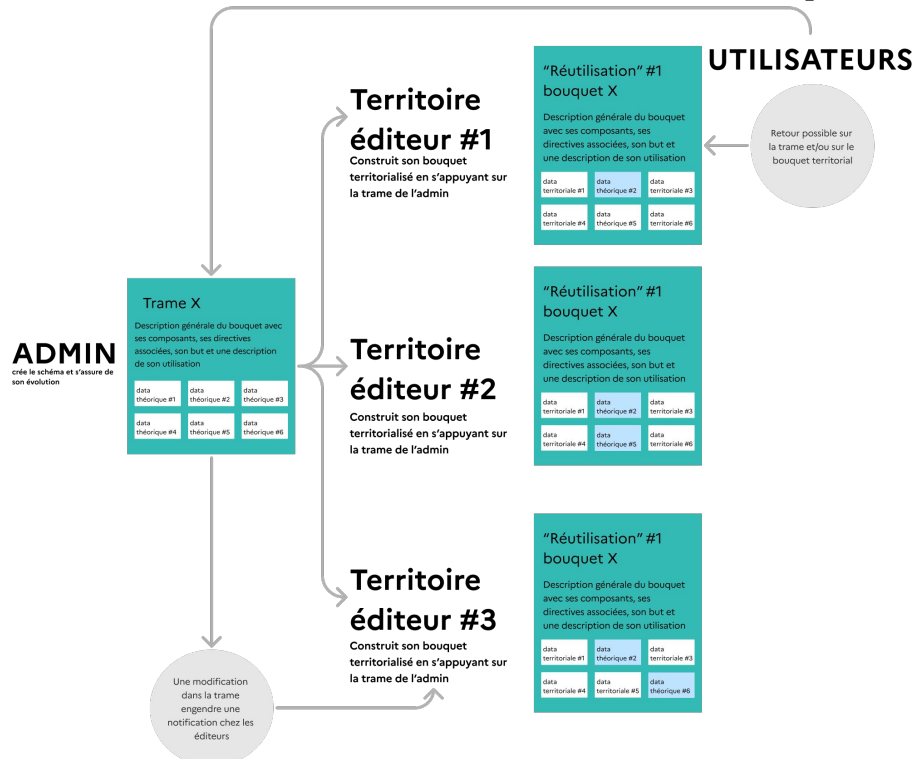 UTILISATEURS
Retour possible sur
la trame et/ou sur le
bouquet territorial
ADMIN
crée le schéma et s'assure de
son évolution
Trame X
Description générale du bouquet avec
ses composants, ses directives
associées, son but et une description
de son utilisation
data
théorique #1
data
théorique #2
data
théorique #3
data
théorique #4
data
théorique #5
data
théorique #6
Une modification
dans la trame
engendre une
notification chez les
éditeurs
Territoire
éditeur #1
Construit son bouquet
territorialisé en s'appuyant sur
la trame de l'admin
"Réutilisation" #1
bouquet X
Description générale du bouquet
avec ses composants, ses
directives associées, son but et
une description de son utilisation
data
territoriale #1
data
théorique #2
data
territoriale #3
data
territoriale #4
data
théorique #5
data
territoriale #6
Territoire
éditeur #2
Construit son bouquet
territorialisé en s'appuyant sur
la trame de l'admin
"Réutilisation" #1
bouquet X
Description générale du bouquet
avec ses composants, ses
directives associées, son but et
une description de son utilisation
data
territoriale #1
data
théorique #2
data
territoriale #3
data
territoriale #4
data
théorique #5
data
territoriale #6
Territoire
éditeur #3
Construit son bouquet
territorialisé en s'appuyant sur
la trame de l'admin
"Réutilisation" #1
bouquet X
Description générale du bouquet
avec ses composants, ses
directives associées, son but et
une description de son utilisation
data
territoriale #1
data
théorique #2
data
territoriale #3
data
territoriale #4
data
territoriale #5
data
théorique #6